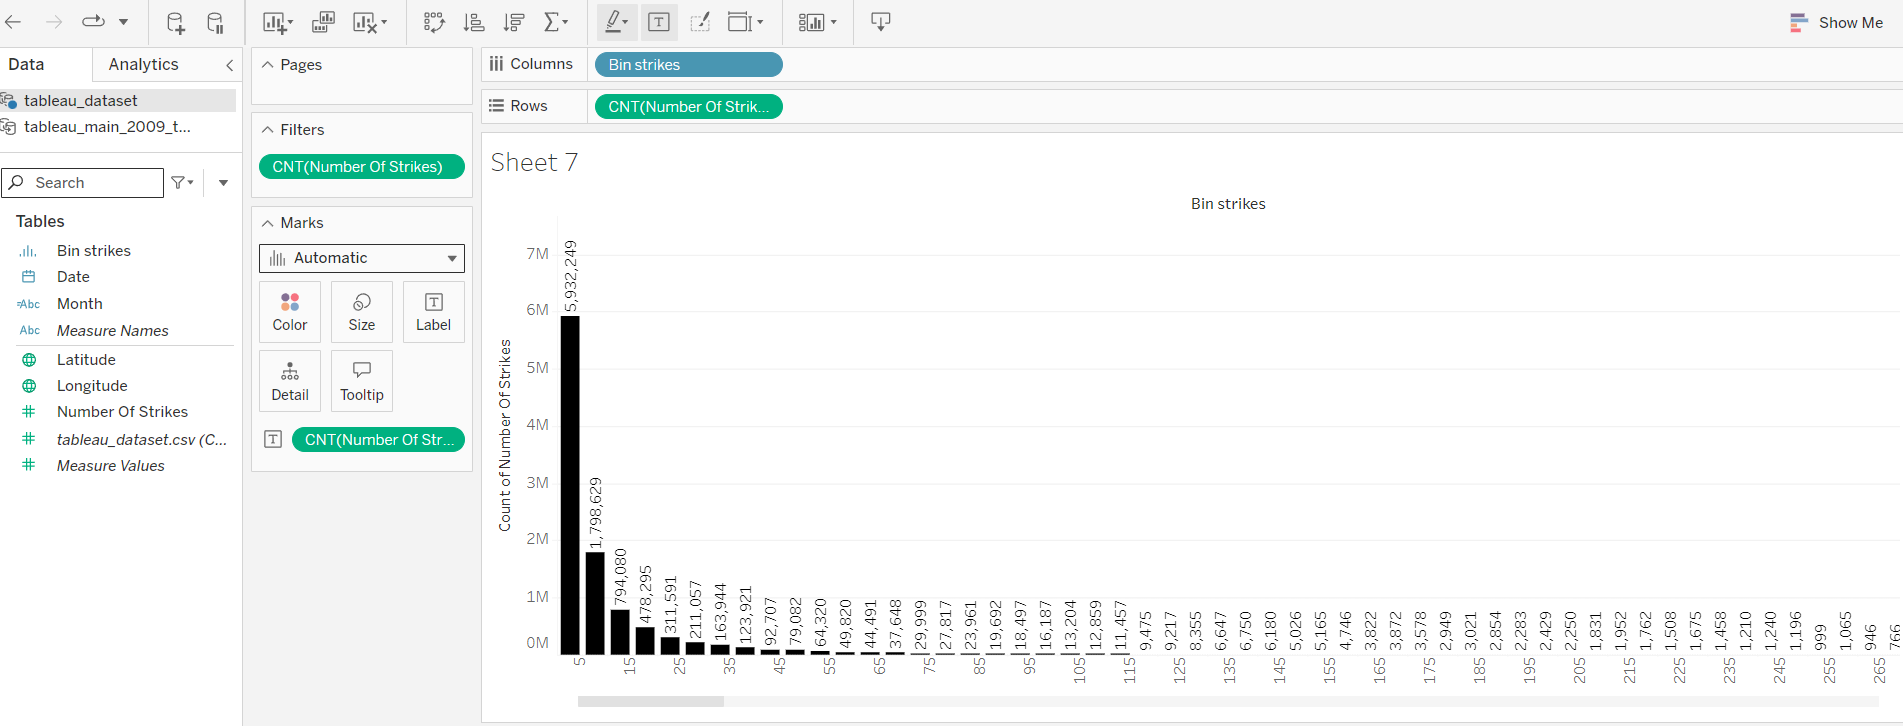 Show Me
Data
Analytics
tableau_dataset
tableau_main_2009_t...
Search
Tables
Bin strikes
Date
=Abc Month
Abc Measure Names
Latitude
Longitude
Number Of Strikes
tableau_dataset.csv (C...
Measure Values
Pages
Filters
CNT(Number Of Strikes)
Marks
Automatic
Color
Size
T
Label
Detail
Tooltip
T
CNT(Number Of Str...
T
Columns
Bin strikes
Rows
CNT(Number Of Strik...
Sheet 7
Bin strikes
Count of Number Of Strikes
7M
6M
5M
4M
3M
2M
1M
0M
5,932,249
1,798,629
794,080
478,295
311,591
211,057
163,944
123,921
92,707
79,082
64,320
49,820
44,491
37,648
29,999
27,817
23,961
19,692
18,497
16,187
13,204
12,859
11,457
9,475
9,217
8,355
6,647
6,750
6,180
5,026
5,165
4,746
3,822
3,872
3,578
2,949
3,021
2,854
2,283
2,429
2,250
1,831
1,952
1,762
1,508
1,675
1,458
1,210
1,240
1,196
999
1,065
946
766
5
15
25
35
45
55
65
75
85
95
105
115
125
135
145
155
165
175
185
195
205
215
225
235
245
255
265